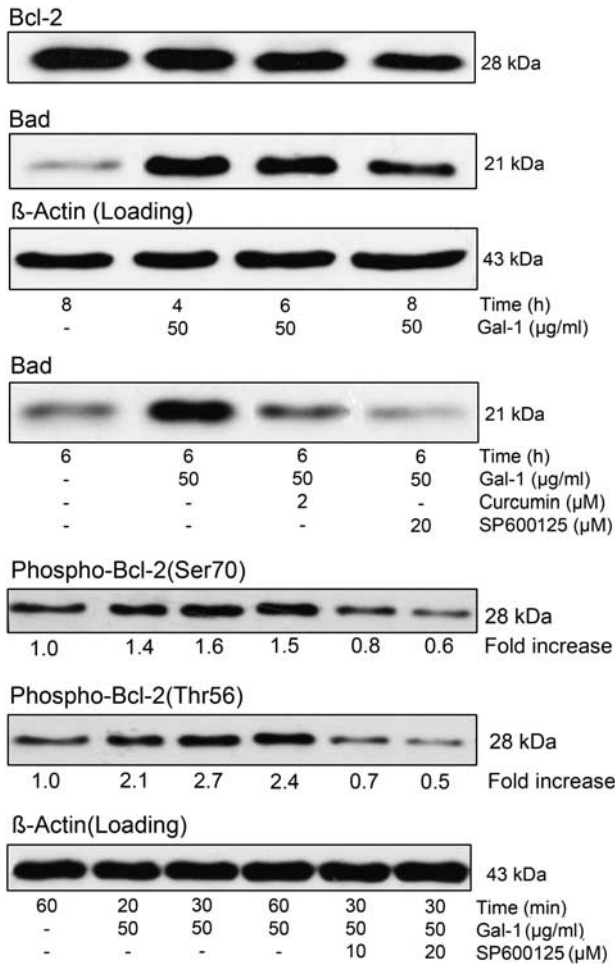 Bcl-2
28 kDa
Bad
21 kDa
ß-Actin (Loading)
43 kDa
8 4 6 8 Time (h)
- 50 50 50 Gal-1 (µg/ml)
Bad
21 kDa
6 6 6 6 Time (h)
- 50 50 50 Gal-1 (µg/ml)
- - 2 - Curcumin (µM)
- - - 20 SP600125(µM)
Phospho-Bcl-2(Ser70)
28 kDa
1.0 1.4 1.6 1.5 0.8 0.6 Fold increase
Phospho-Bcl-2(Thr56)
28 kDa
1.0 2.1 2.7 2.4 0.7 0.5 Fold increase
ß-Actin(Loading)
43 kDa
60 20 30 60 30 30 Time (min)
- 50 50 50 50 50 Gal-1 (µg/ml)
- - - - 10 20 SP600125 (µM)